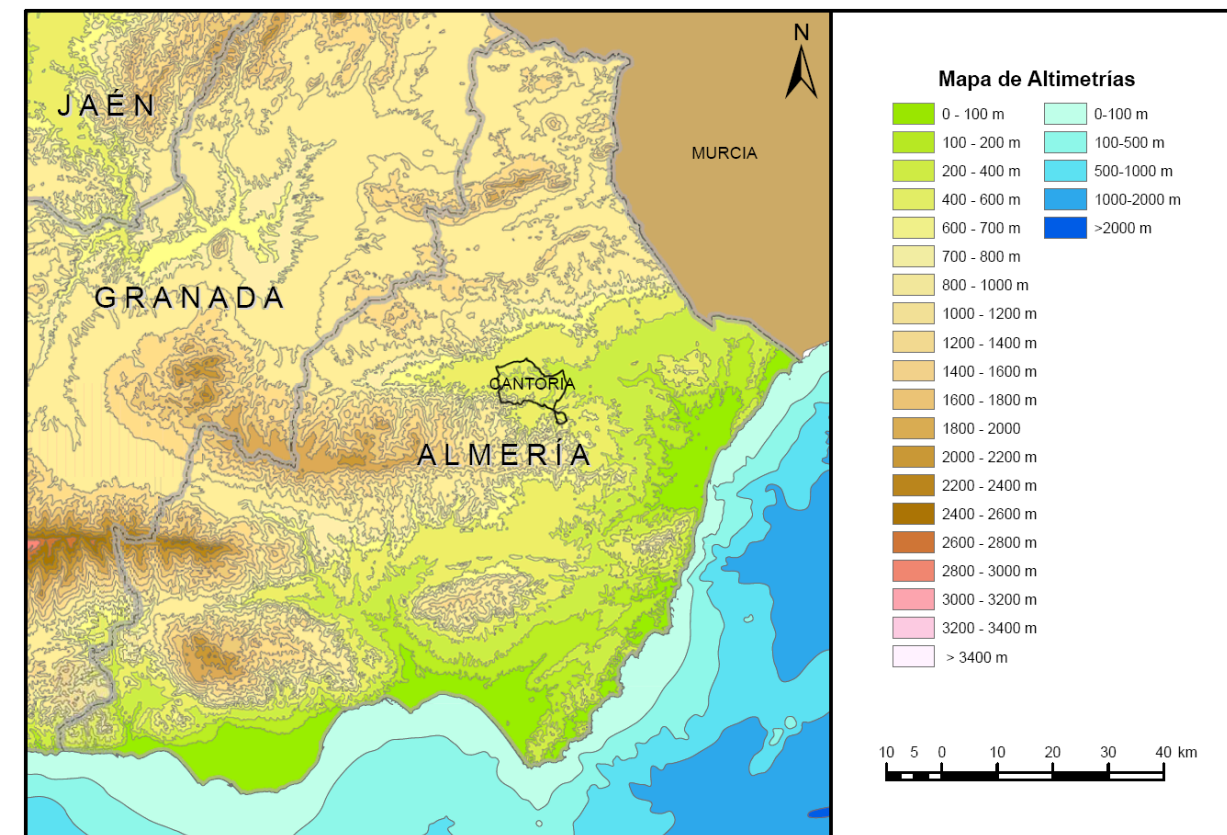 N
JAÉN
MURCIA
GRANADA
CANTORIA
ALMERÍA
Mapa de Altimetrías
0 - 100 m
100 - 200 m
200 - 400 m
400 - 600 m
600 - 700 m
700 - 800 m
800 - 1000 m
1000 - 1200 m
1200 - 1400 m
1400 - 1600 m
1600 - 1800 m
1800 - 2000
2000 - 2200 m
2200 - 2400 m
2400 - 2600 m
2600 - 2800 m
2800 - 3000 m
3000 - 3200 m
3200 - 3400 m
> 3400 m
0-100 m
100-500 m
500-1000 m
1000-2000 m
>2000 m
10 5 0 10 20 30 40 km